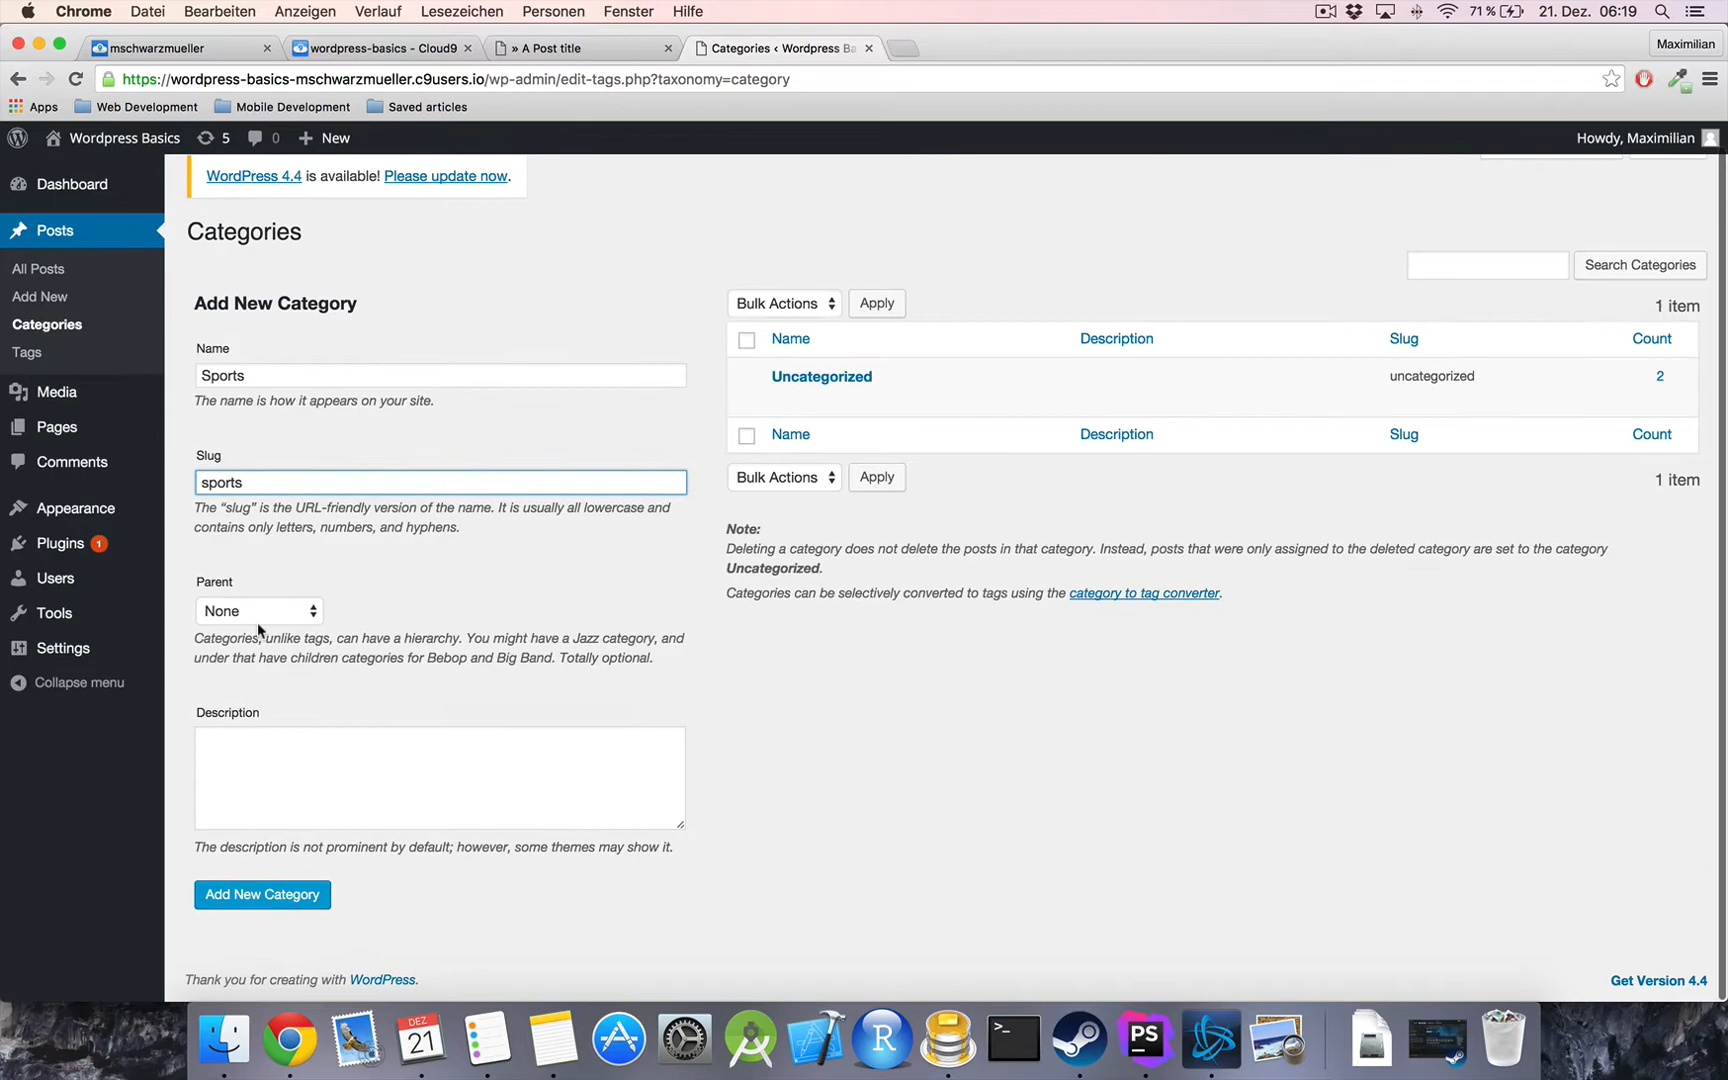 Chrome Datei Bearbeiten Anzeigen Verlauf Lesezeichen Personen Fenster Hilfe 71 % 21. Dez. 06:19
mschwarzmueller × wordpress-basics - Cloud9 × » A Post title × Categories ‹ Wordpress Ba × Maximilian
https://wordpress-basics-mschwarzmueller.c9users.io/wp-admin/edit-tags.php?taxonomy=category
Apps Web Development Mobile Development Saved articles
Wordpress Basics 5 0 + New Howdy, Maximilian
Dashboard
Posts
All Posts
Add New
Categories
Tags
Media
Pages
Comments
Appearance
Plugins 1
Users
Tools
Settings
Collapse menu
WordPress 4.4 is available! Please update now.
Categories
Search Categories
Add New Category
Name
Sports
The name is how it appears on your site.
Slug
sports
The “slug” is the URL-friendly version of the name. It is usually all lowercase and
contains only letters, numbers, and hyphens.
Parent
None
Categories, unlike tags, can have a hierarchy. You might have a Jazz category, and
under that have children categories for Bebop and Big Band. Totally optional.
Description
The description is not prominent by default; however, some themes may show it.
Add New Category
Bulk Actions Apply 1 item
Name Description Slug Count
Uncategorized uncategorized 2
Name Description Slug Count
Bulk Actions Apply 1 item
Note:
Deleting a category does not delete the posts in that category. Instead, posts that were only assigned to the deleted category are set to the category
Uncategorized.
Categories can be selectively converted to tags using the category to tag converter.
Thank you for creating with WordPress. Get Version 4.4
DEZ
21
>_
R
PS